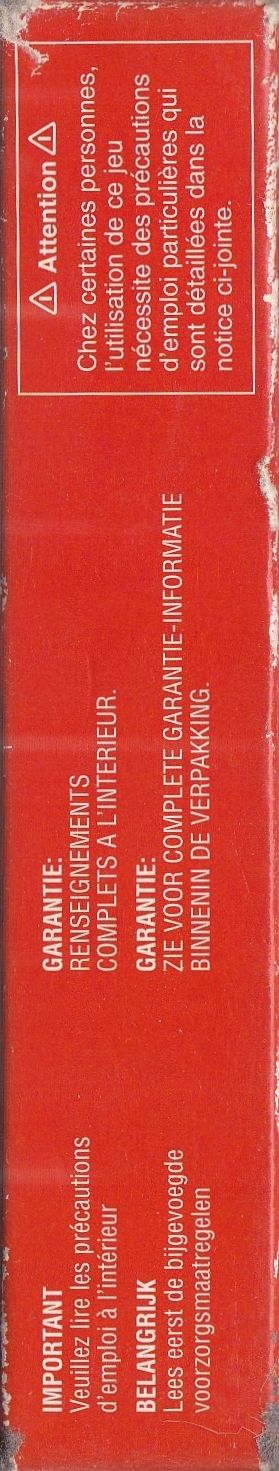 IMPORTANT
Veuillez lire les précautions
d'emploi à l'intérieur
BELANGRIJK
Lees eerst de bijgevoegde
voorzorgsmaatregelen
GARANTIE:
RENSEIGNEMENTS
COMPLETS A L'INTERIEUR.
GARANTIE:
ZIE VOOR COMPLETE GARANTIE-INFORMATIE
BINNENIN DE VERPAKKING.
⚠ Attention ⚠
Chez certaines personnes,
l'utilisation de ce jeu
nécessite des précautions
d'emploi particulières qui
sont détaillées dans la
notice ci-jointe.